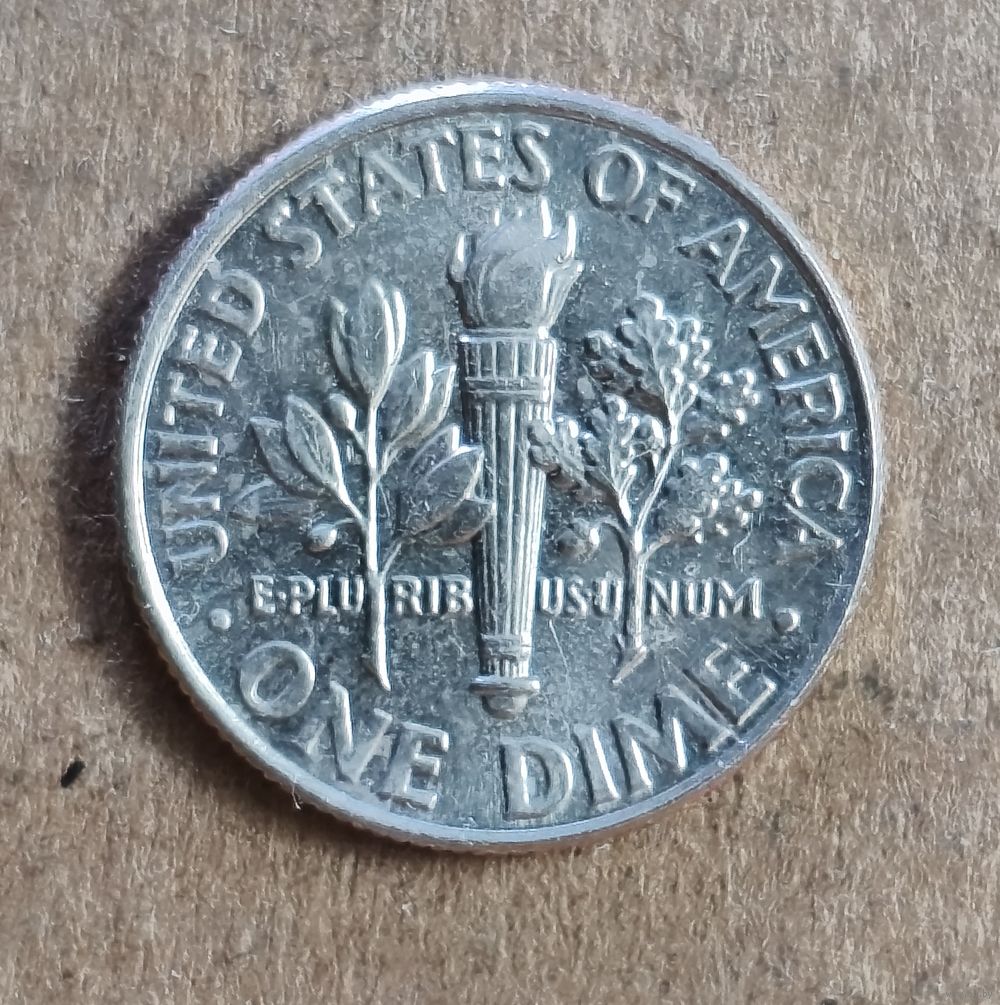 UNITED STATES OF AMERICA
E·PLURIBUS·UNUM
ONE DIME